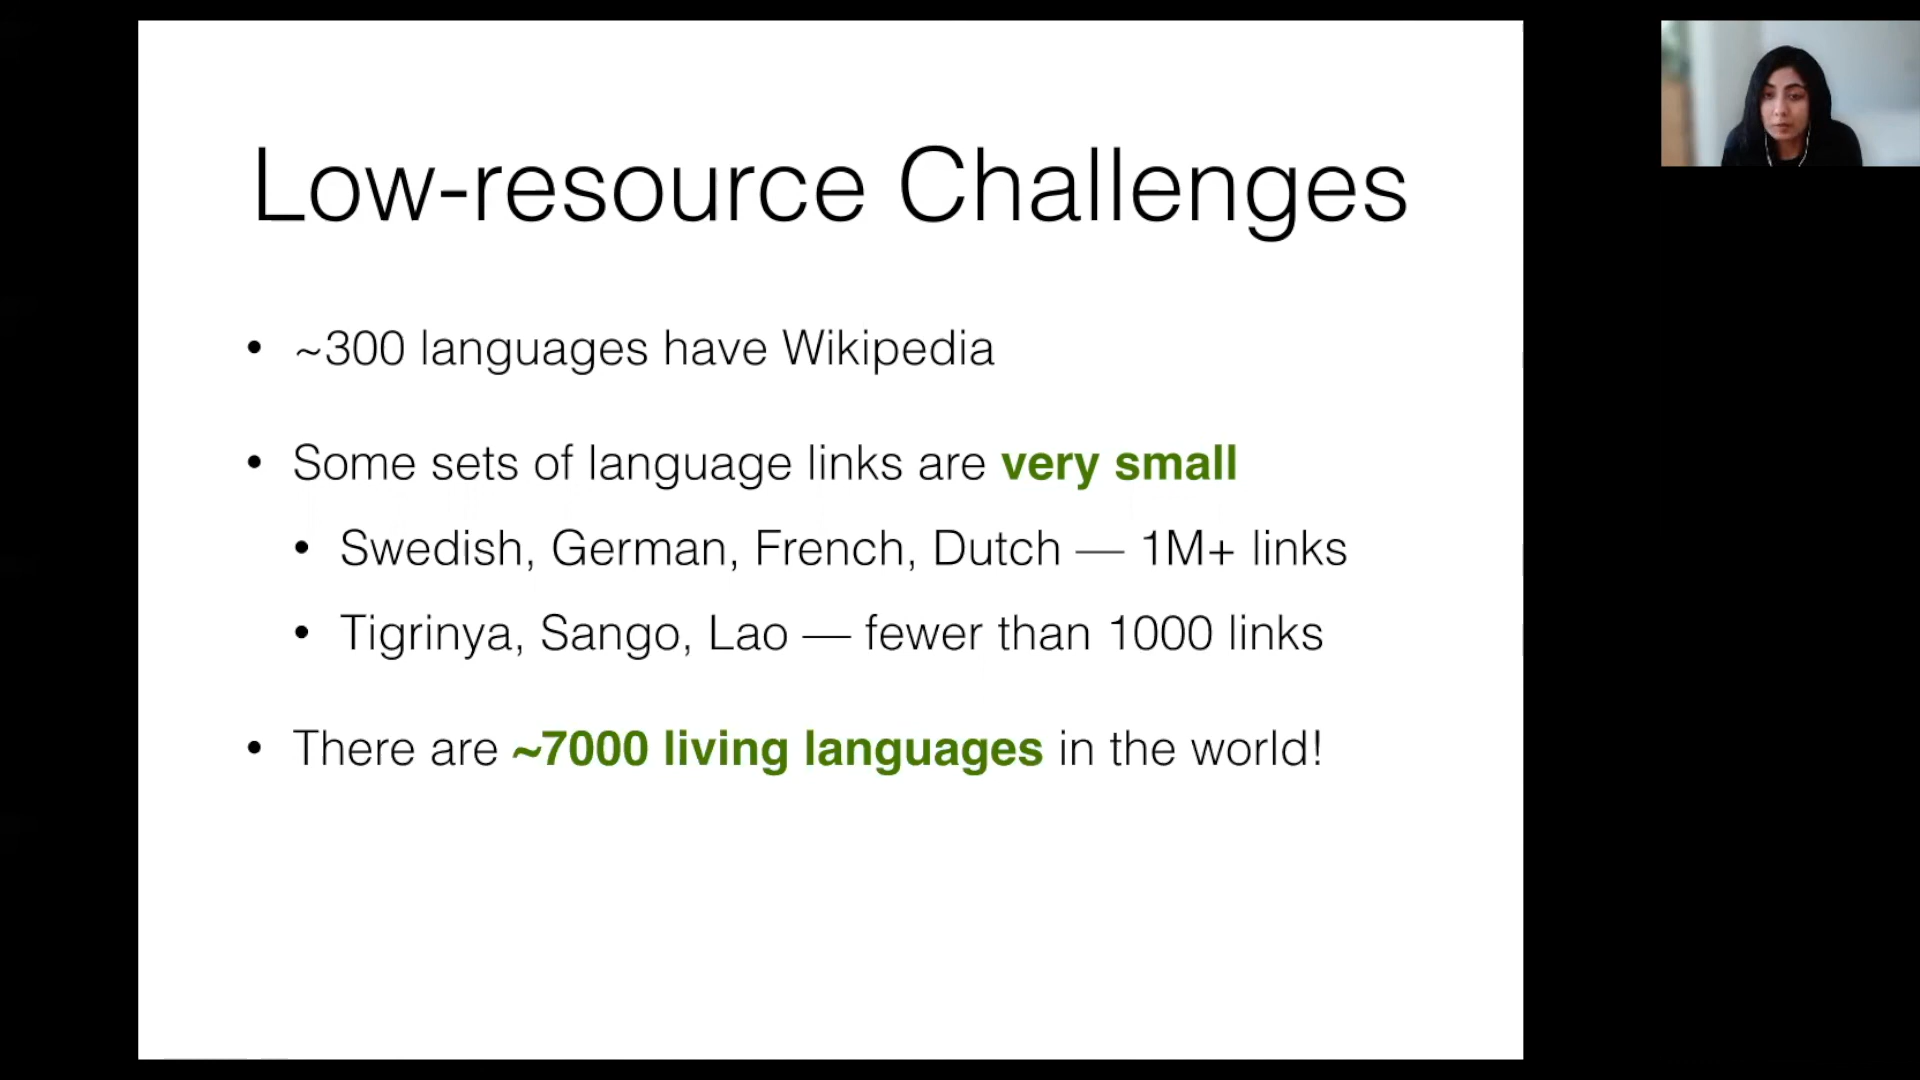 Low-resource Challenges
• ~300 languages have Wikipedia
• Some sets of language links are very small
• Swedish, German, French, Dutch — 1M+ links
• Tigrinya, Sango, Lao — fewer than 1000 links
• There are ~7000 living languages in the world!